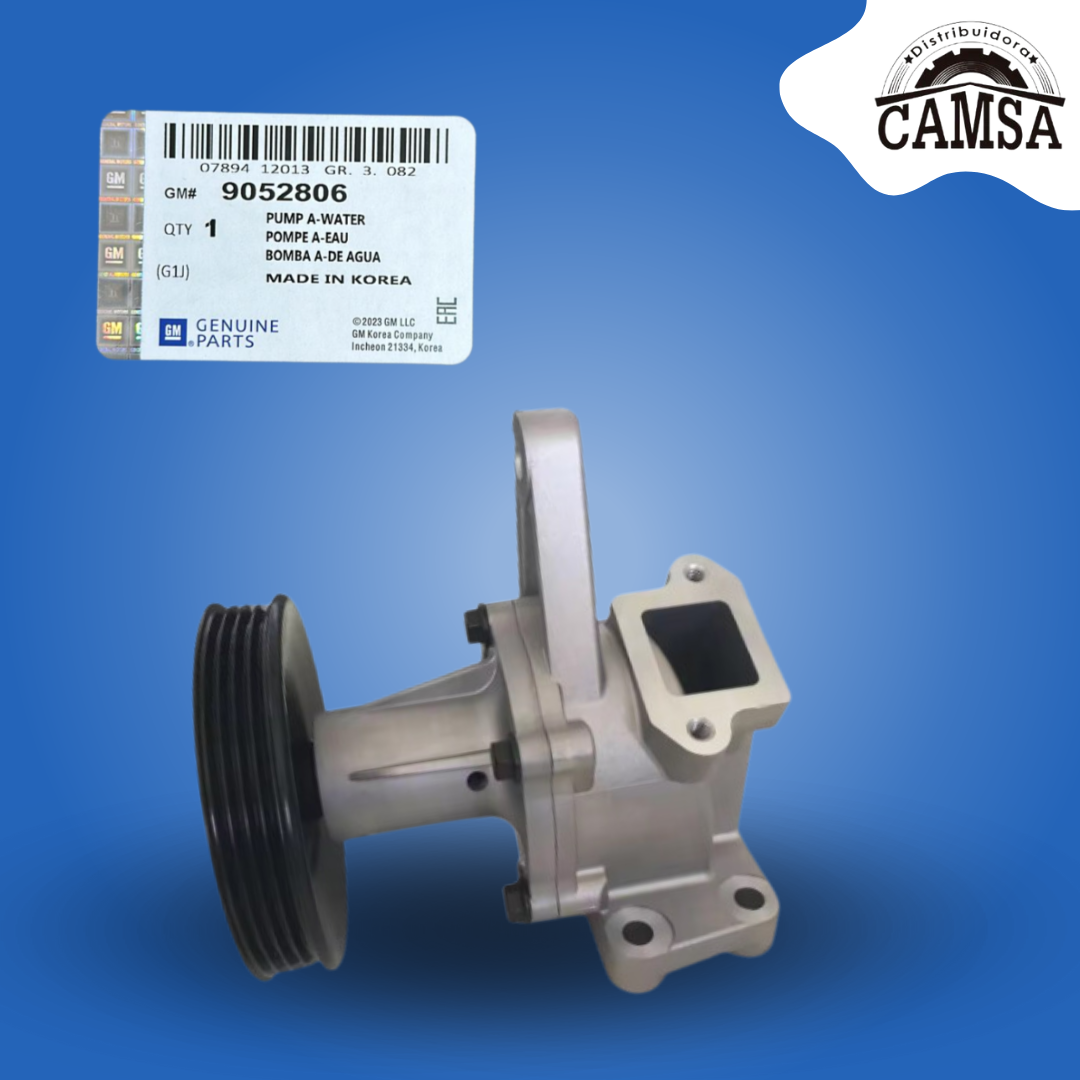 ★Distribuidora★
CAMSA
07894 12013 GR. 3. 082
GM# 9052806
QTY 1
PUMP A-WATER
POMPE A-EAU
BOMBA A-DE AGUA
(G1J)
MADE IN KOREA
GM
GM
GM
GM
GENUINE
® PARTS
©2023 GM LLC
GM Korea Company
Incheon 21334, Korea
EAC